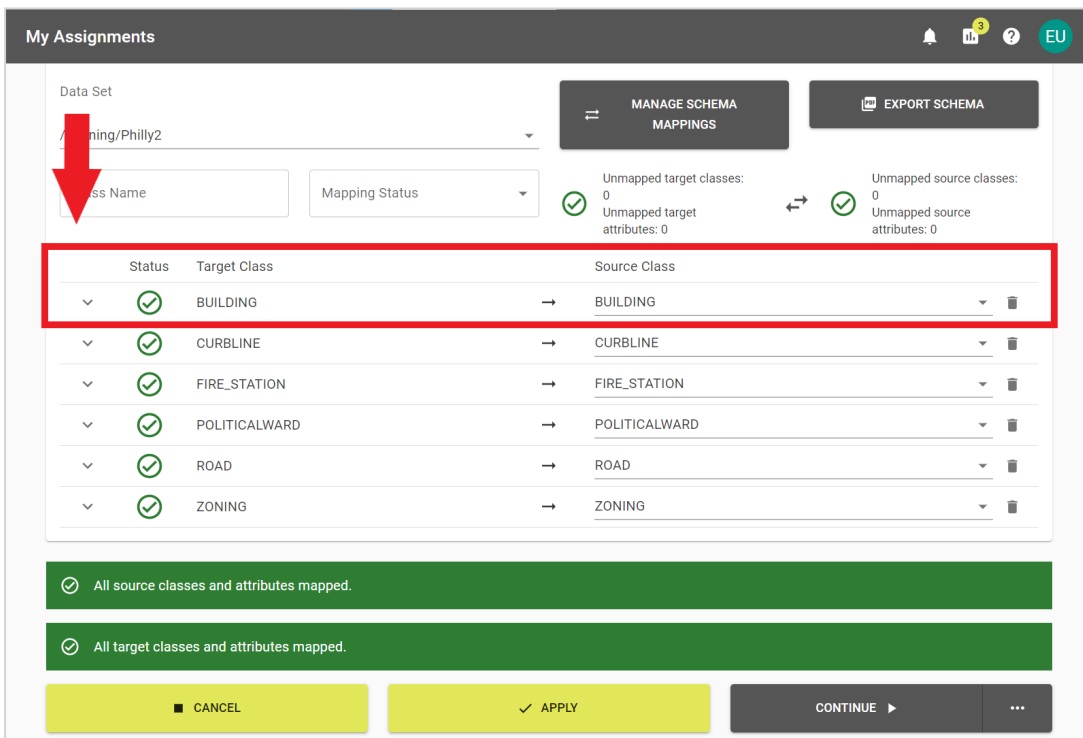 My Assignments
3
EU
Data Set
MANAGE SCHEMA
MAPPINGS
PDF
EXPORT SCHEMA
ning/Philly2
ss Name
Mapping Status
Unmapped target classes:
0
Unmapped target
attributes: 0
Unmapped source classes:
0
Unmapped source
attributes: 0
Status Target Class Source Class
BUILDING → BUILDING
CURBLINE → CURBLINE
FIRE_STATION → FIRE_STATION
POLITICALWARD → POLITICALWARD
ROAD → ROAD
ZONING → ZONING
All source classes and attributes mapped.
All target classes and attributes mapped.
CANCEL
APPLY
CONTINUE